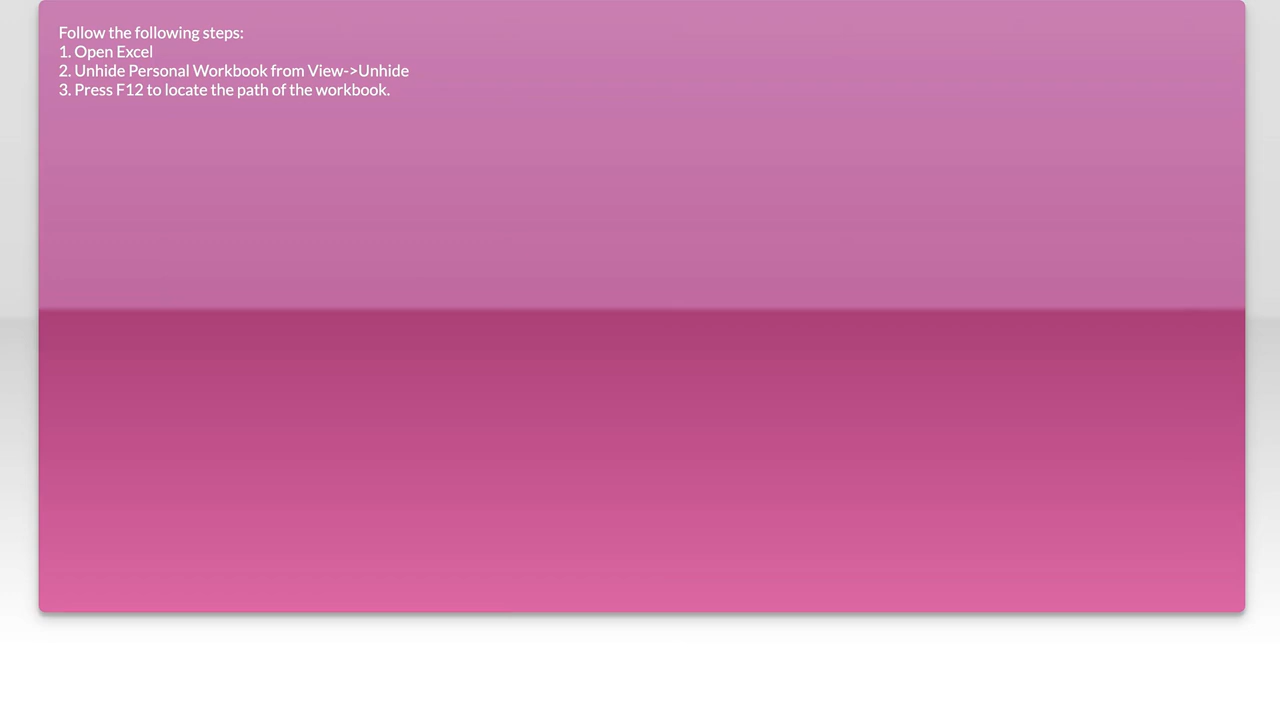 Follow the following steps:
1. Open Excel
2. Unhide Personal Workbook from View->Unhide
3. Press F12 to locate the path of the workbook.